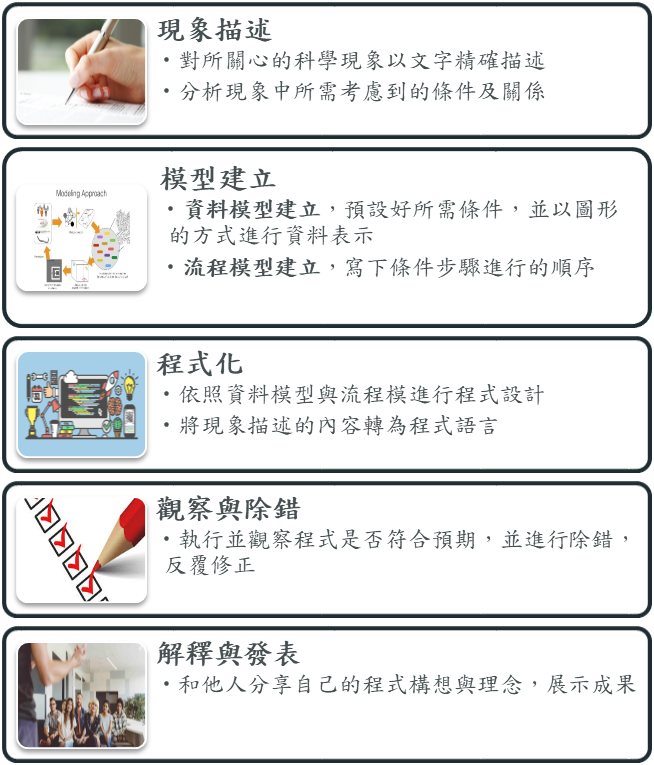 現象描述
・對所關心的科學現象以文字精確描述
・分析現象中所需考慮到的條件及關係
模型建立
Modeling Approach
・資料模型建立，預設好所需條件，並以圖形
的方式進行資料表示
・流程模型建立，寫下條件步驟進行的順序
程式化
・依照資料模型與流程模進行程式設計
・將現象描述的內容轉為程式語言
觀察與除錯
・執行並觀察程式是否符合預期，並進行除錯，
反覆修正
解釋與發表
・和他人分享自己的程式構想與理念，展示成果